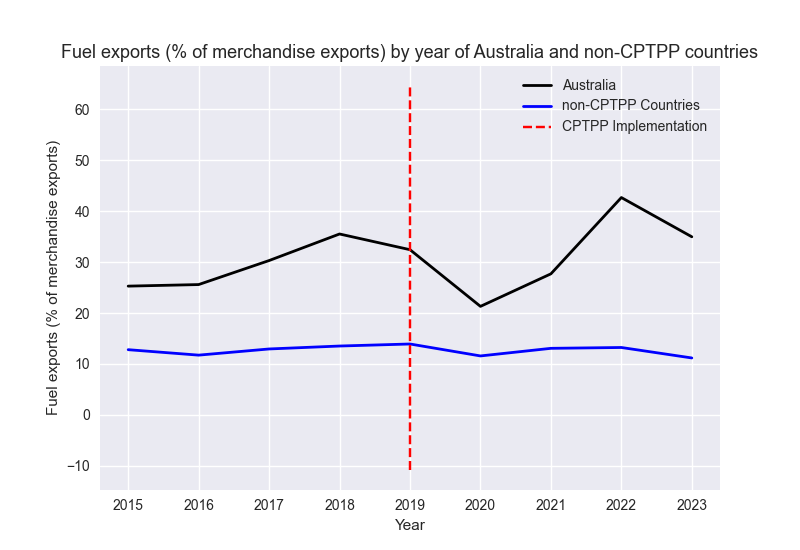 Fuel exports (% of merchandise exports) by year of Australia and non-CPTPP countries
Australia
non-CPTPP Countries
CPTPP Implementation
Fuel exports (% of merchandise exports)
60
50
40
30
20
10
0
−10
2015 2016 2017 2018 2019 2020 2021 2022 2023
Year